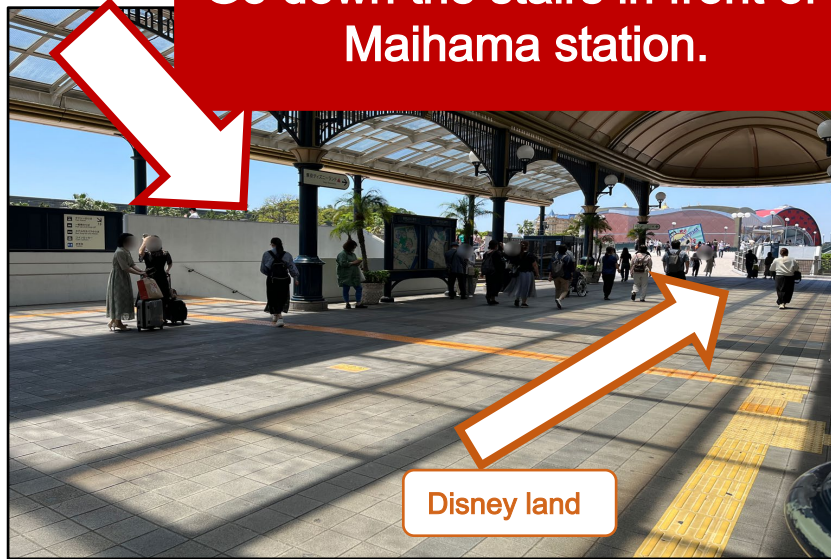 Go down the stairs in front of
Maihama station.
Disney land